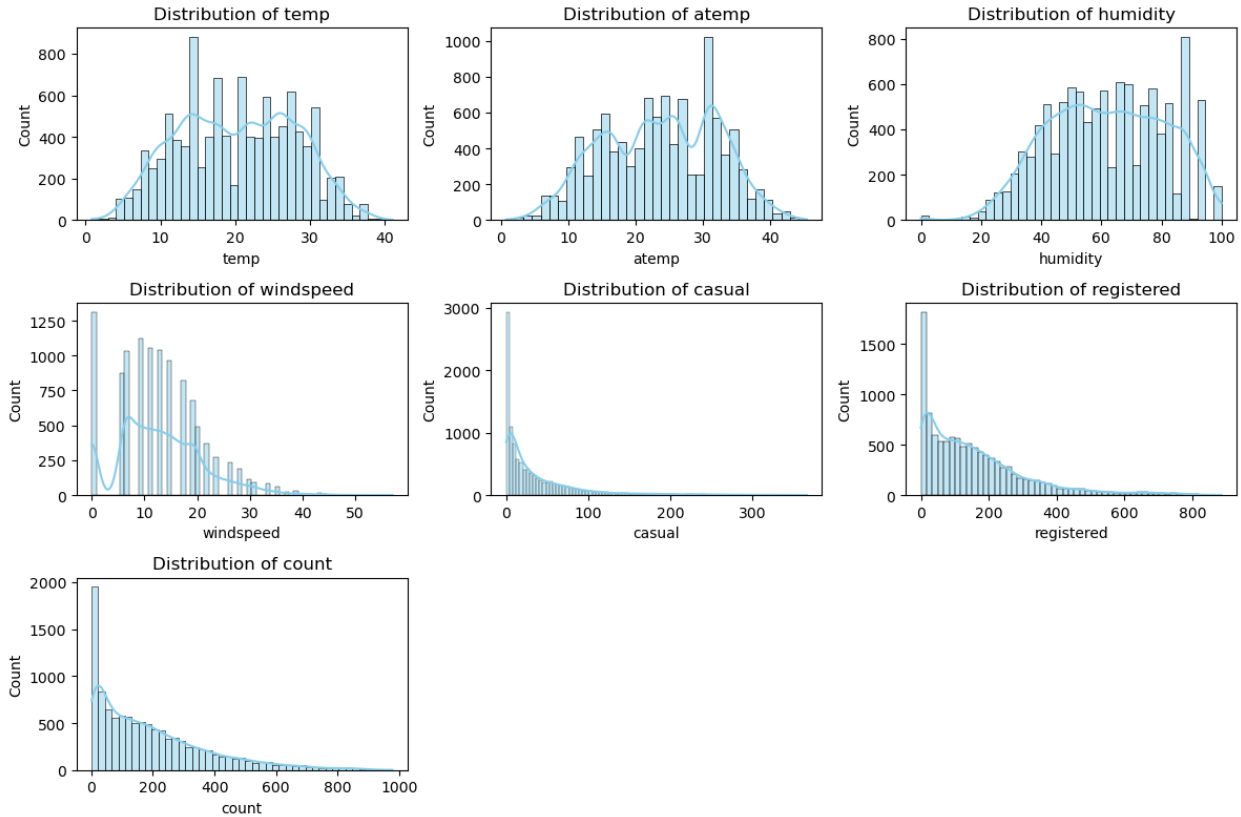 Distribution of temp
Count
800
600
400
200
0
0 10 20 30 40
temp
Distribution of atemp
Count
1000
800
600
400
200
0
0 10 20 30 40
atemp
Distribution of humidity
Count
800
600
400
200
0
0 20 40 60 80 100
humidity
Distribution of windspeed
Count
1250
1000
750
500
250
0
0 10 20 30 40 50
windspeed
Distribution of casual
Count
3000
2000
1000
0
0 100 200 300
casual
Distribution of registered
Count
1500
1000
500
0
0 200 400 600 800
registered
Distribution of count
Count
2000
1500
1000
500
0
0 200 400 600 800 1000
count